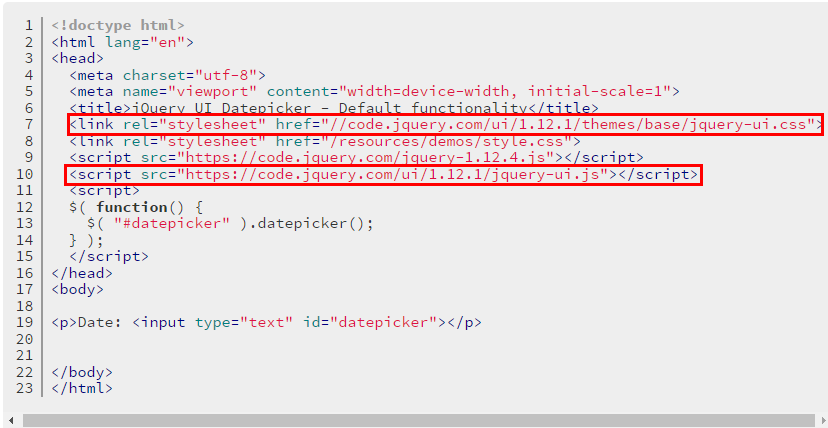 1 <!doctype html>
2 <html lang="en">
3 <head>
4 <meta charset="utf-8">
5 <meta name="viewport" content="width=device-width, initial-scale=1">
6 <title>jQuery UI Datepicker - Default functionality</title>
7 <link rel="stylesheet" href="//code.jquery.com/ui/1.12.1/themes/base/jquery-ui.css">
8 <link rel="stylesheet" href="/resources/demos/style.css">
9 <script src="https://code.jquery.com/jquery-1.12.4.js"></script>
10 <script src="https://code.jquery.com/ui/1.12.1/jquery-ui.js"></script>
11 <script>
12 $( function() {
13 $( "#datepicker" ).datepicker();
14 } );
15 </script>
16 </head>
17 <body>
18
19 <p>Date: <input type="text" id="datepicker"></p>
20
21
22 </body>
23 </html>